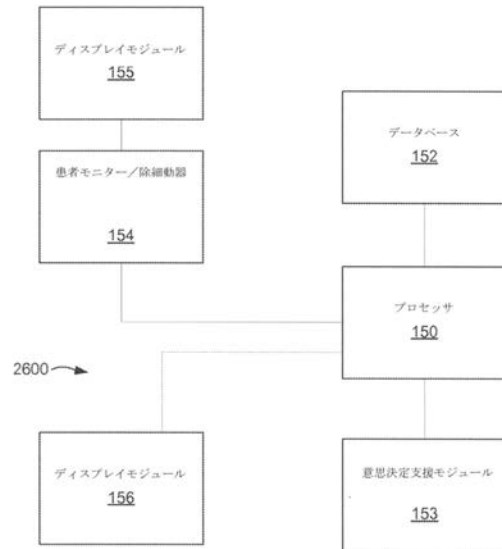 ディスプレイモジュール
155
患者モニター／除細動器
154
データベース
152
プロセッサ
150
2600
ディスプレイモジュール
156
意思決定支援モジュール
153